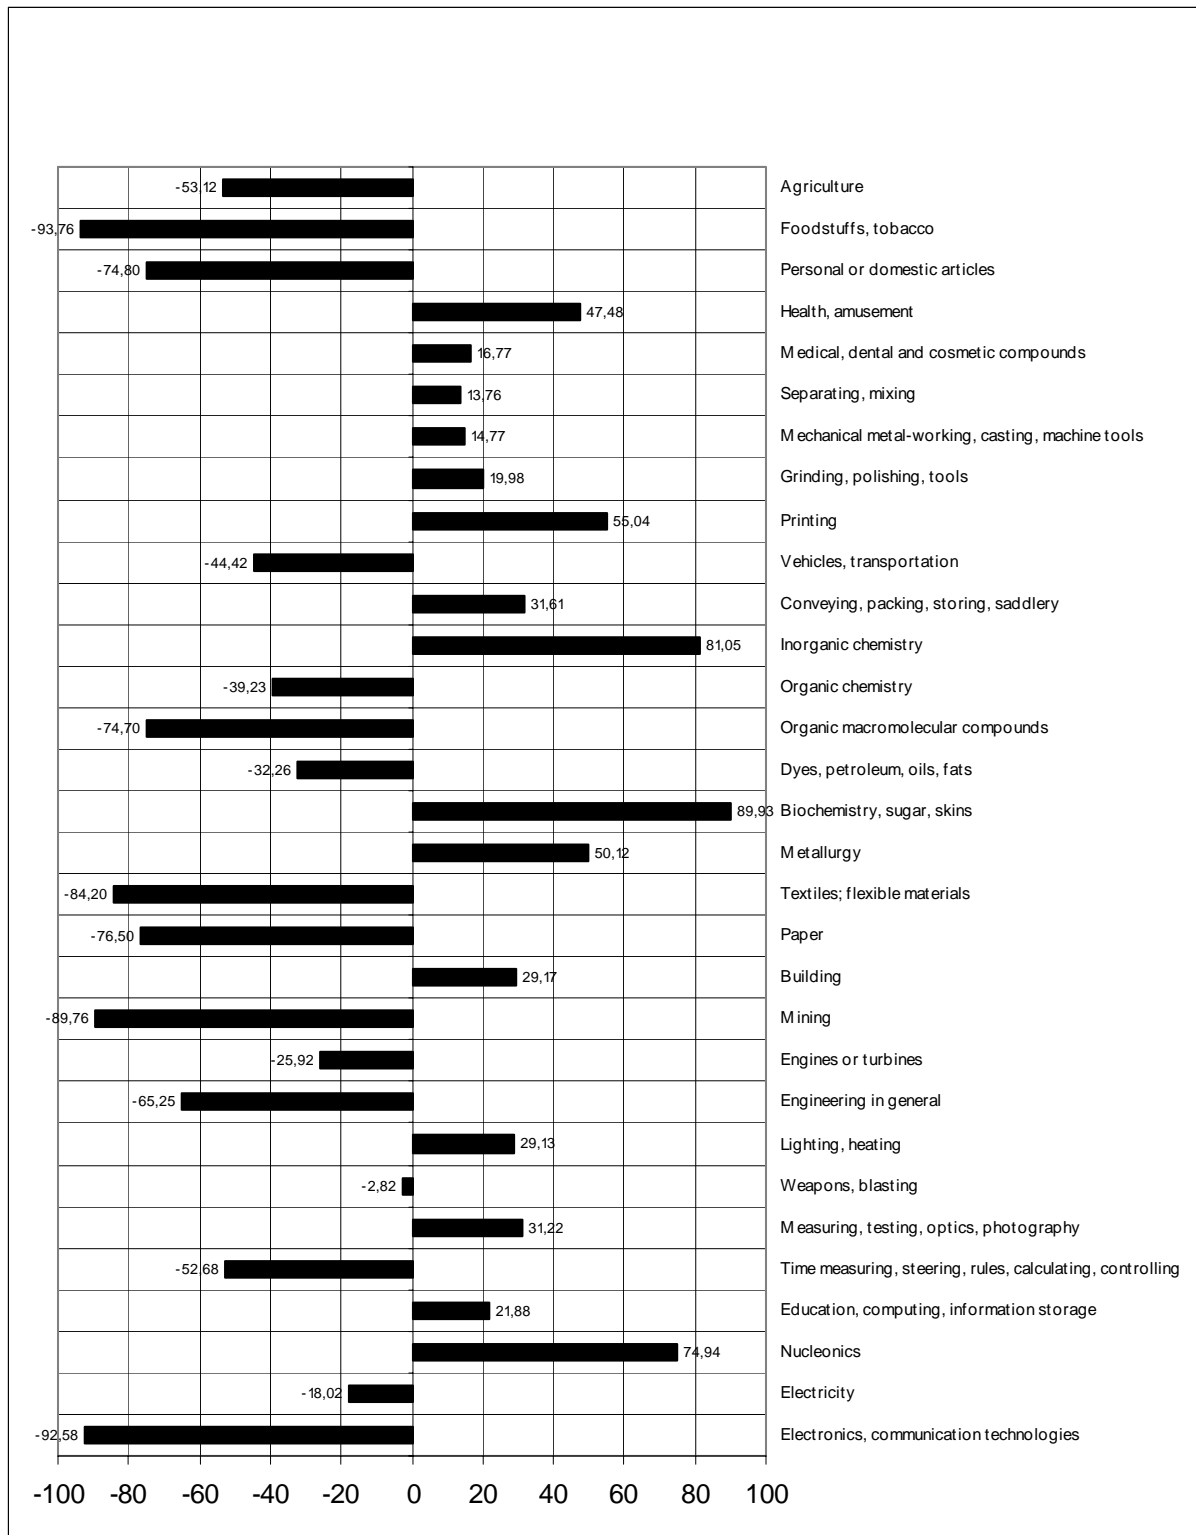 -53,12 Agriculture
-93,76 Foodstuffs, tobacco
-74,80 Personal or domestic articles
47,48 Health, amusement
16,77 Medical, dental and cosmetic compounds
13,76 Separating, mixing
14,77 Mechanical metal-working, casting, machine tools
19,98 Grinding, polishing, tools
55,04 Printing
-44,42 Vehicles, transportation
31,61 Conveying, packing, storing, saddlery
81,05 Inorganic chemistry
-39,23 Organic chemistry
-74,70 Organic macromolecular compounds
-32,26 Dyes, petroleum, oils, fats
89,93 Biochemistry, sugar, skins
50,12 Metallurgy
-84,20 Textiles; flexible materials
-76,50 Paper
29,17 Building
-89,76 Mining
-25,92 Engines or turbines
-65,25 Engineering in general
29,13 Lighting, heating
-2,82 Weapons, blasting
31,22 Measuring, testing, optics, photography
-52,68 Time measuring, steering, rules, calculating, controlling
21,88 Education, computing, information storage
74,94 Nucleonics
-18,02 Electricity
-92,58 Electronics, communication technologies
-100 -80 -60 -40 -20 0 20 40 60 80 100